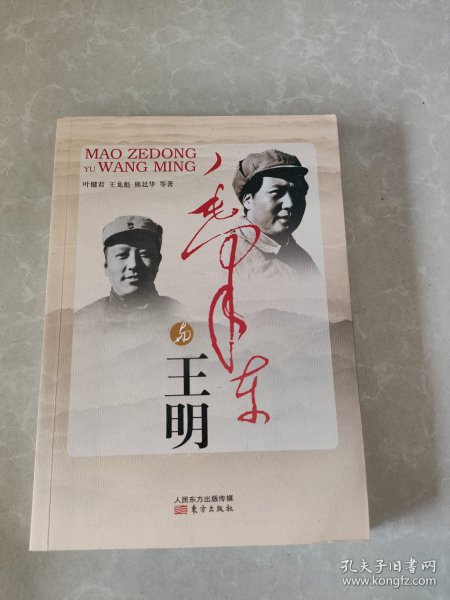 MAO ZEDONG
YU WANG MING
叶健君 王龙彪 陈廷华 等著
毛泽东
与
王明
人民东方出版传媒
东方出版社
孔夫子旧书网
www.kongfz.com